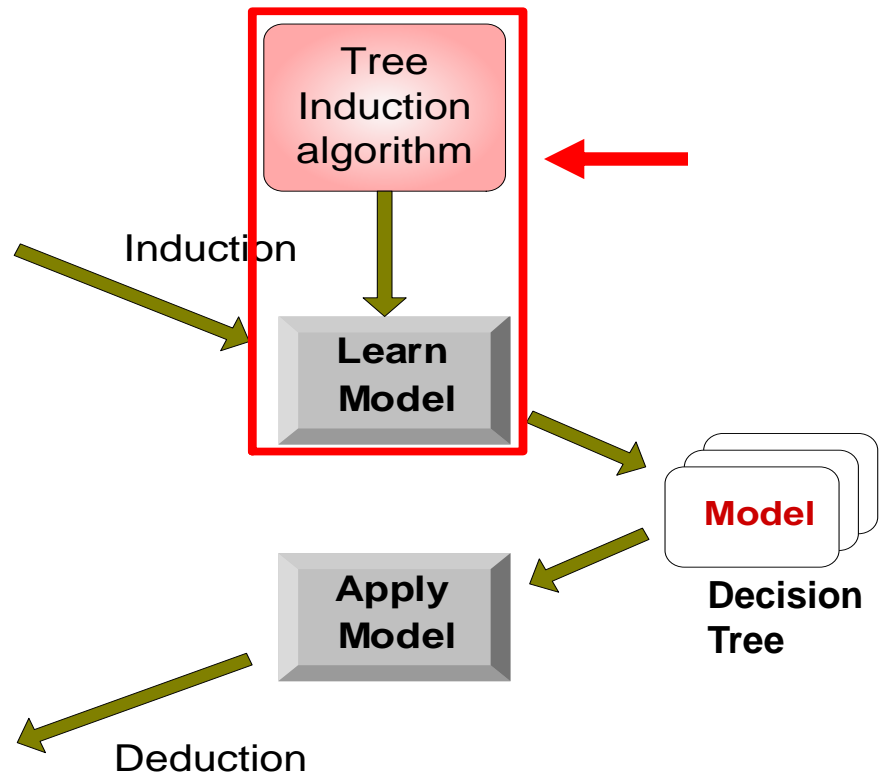 Tree
Induction
algorithm
Induction
Learn
Model
Model
Decision
Tree
Apply
Model
Deduction